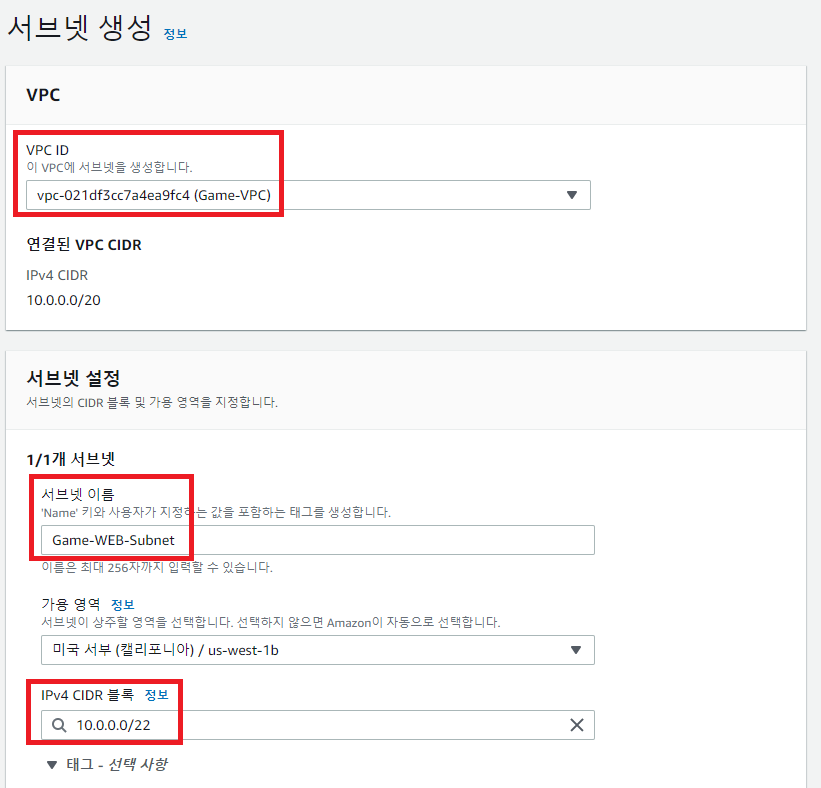 서브넷 생성 정보
VPC
VPC ID
이 VPC에 서브넷을 생성합니다.
vpc-021df3cc7a4ea9fc4 (Game-VPC)
연결된 VPC CIDR
IPv4 CIDR
10.0.0.0/20
서브넷 설정
서브넷의 CIDR 블록 및 가용 영역을 지정합니다.
1/1개 서브넷
서브넷 이름
'Name' 키와 사용자가 지정하는 값을 포함하는 태그를 생성합니다.
Game-WEB-Subnet
이름은 최대 256자까지 입력할 수 있습니다.
가용 영역 정보
서브넷이 상주할 영역을 선택합니다. 선택하지 않으면 Amazon이 자동으로 선택합니다.
미국 서부 (캘리포니아) / us-west-1b
IPv4 CIDR 블록 정보
10.0.0.0/22
태그 - 선택 사항